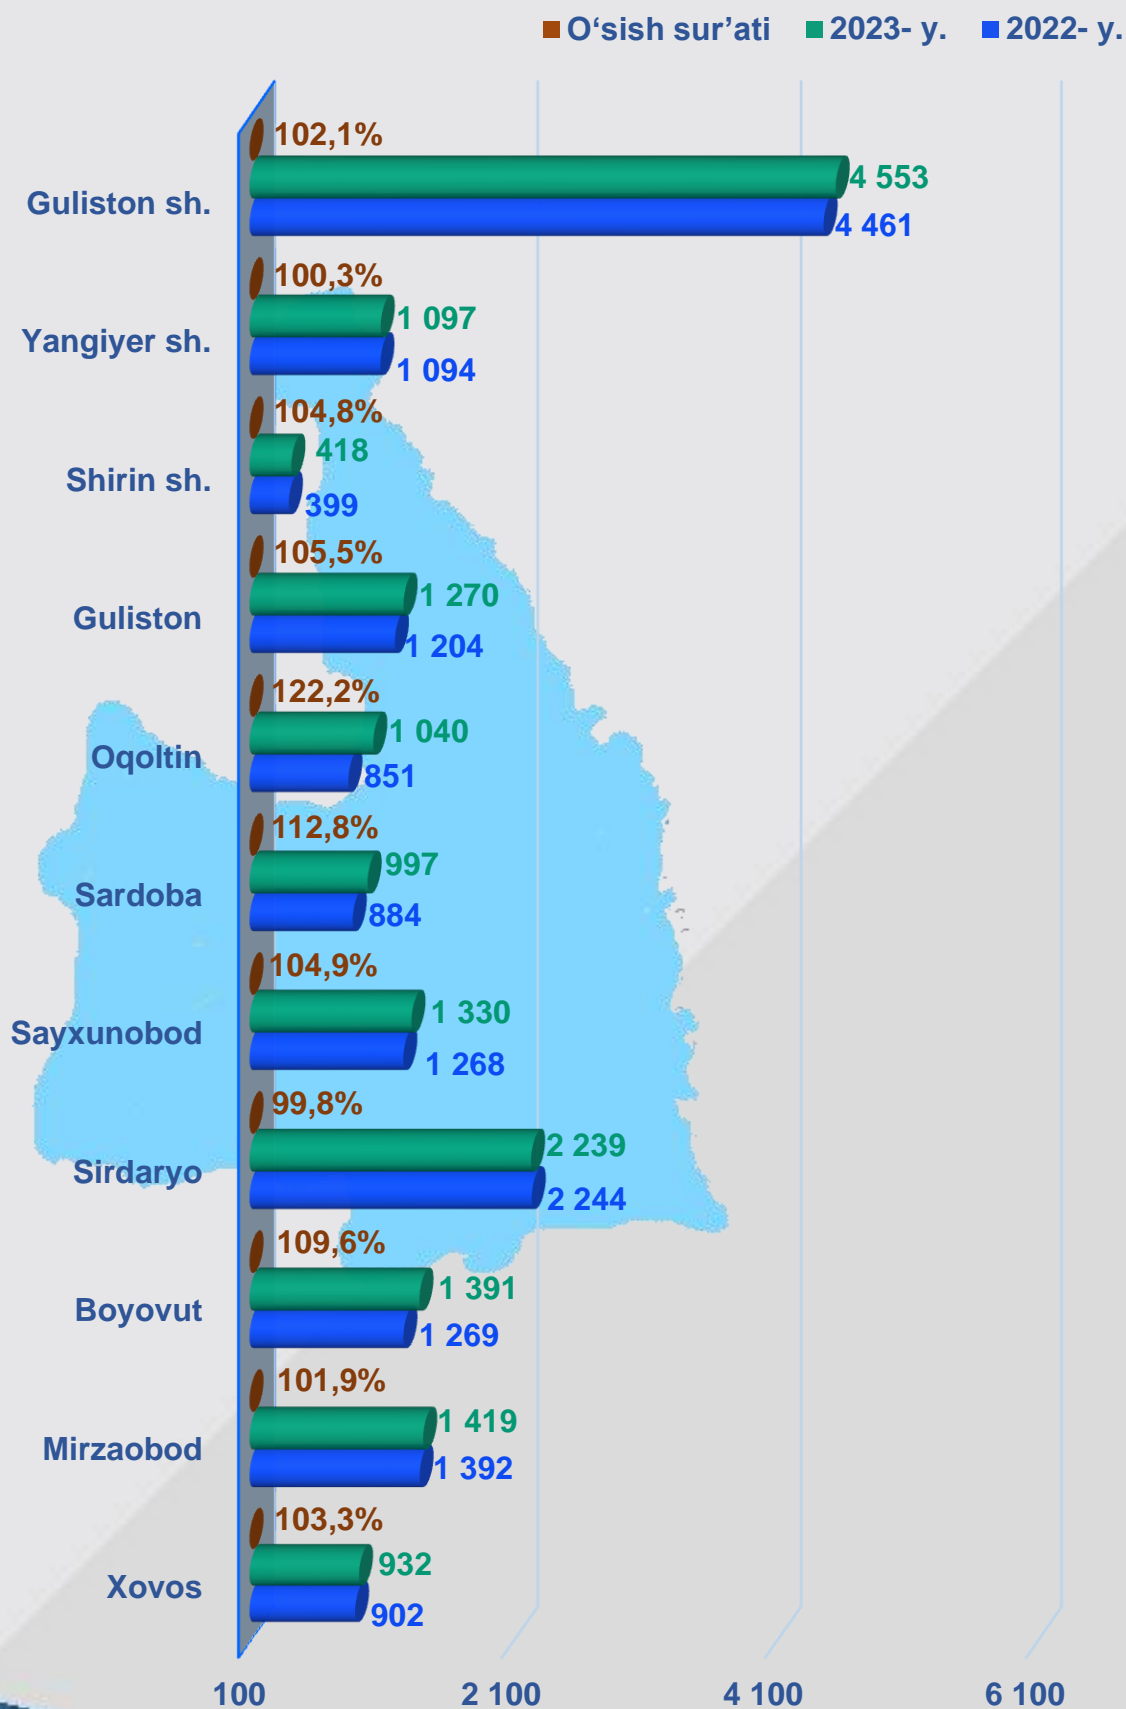 O‘sish sur’ati 2023- y. 2022- y.
102,1%
4 553
Guliston sh.
4 461
100,3%
1 097
Yangiyer sh.
1 094
104,8%
418
Shirin sh.
399
105,5%
1 270
Guliston
1 204
122,2%
1 040
Oqoltin
851
112,8%
997
Sardoba
884
104,9%
1 330
Sayxunobod
1 268
99,8%
2 239
Sirdaryo
2 244
109,6%
1 391
Boyovut
1 269
101,9%
1 419
Mirzaobod
1 392
103,3%
932
Xovos
902
100 2 100 4 100 6 100